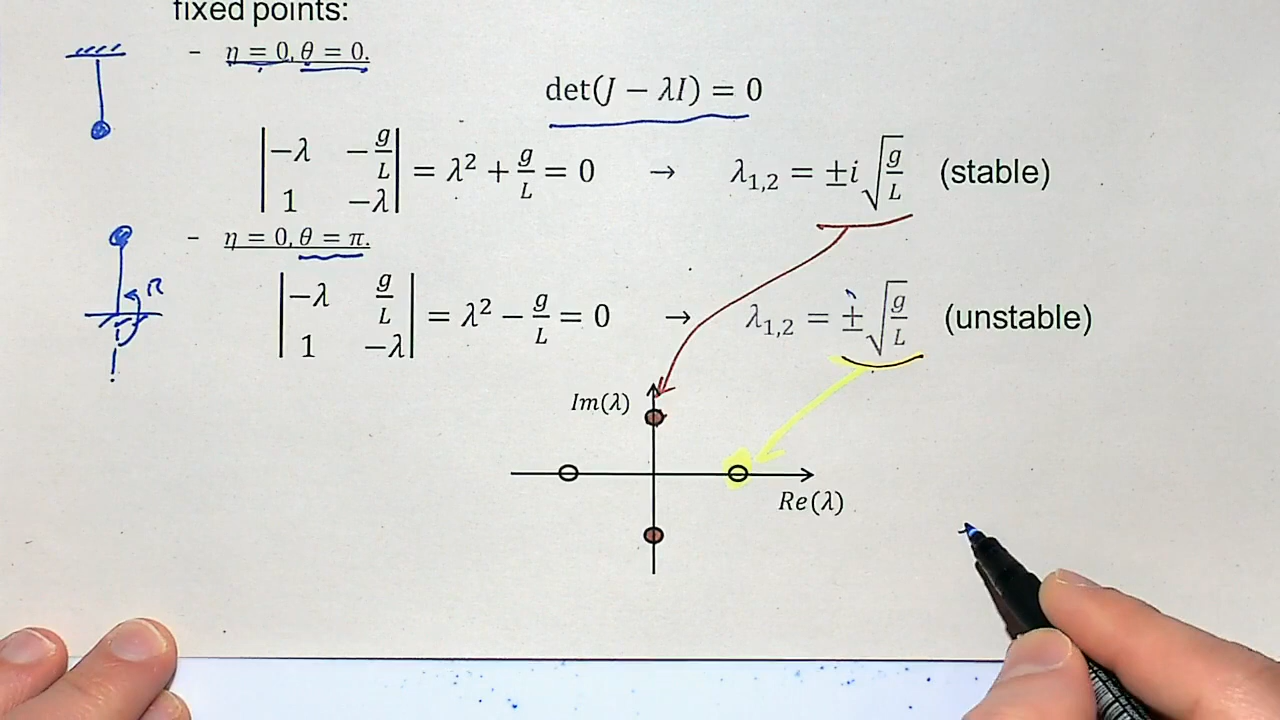 fixed points:
- η = 0, θ = 0.
det(J − λI) = 0
|−λ −g/L; 1 −λ| = λ² + g/L = 0 → λ₁,₂ = ±i√(g/L) (stable)
- η = 0, θ = π.
|−λ g/L; 1 −λ| = λ² − g/L = 0 → λ₁,₂ = ±√(g/L) (unstable)
Im(λ)
Re(λ)